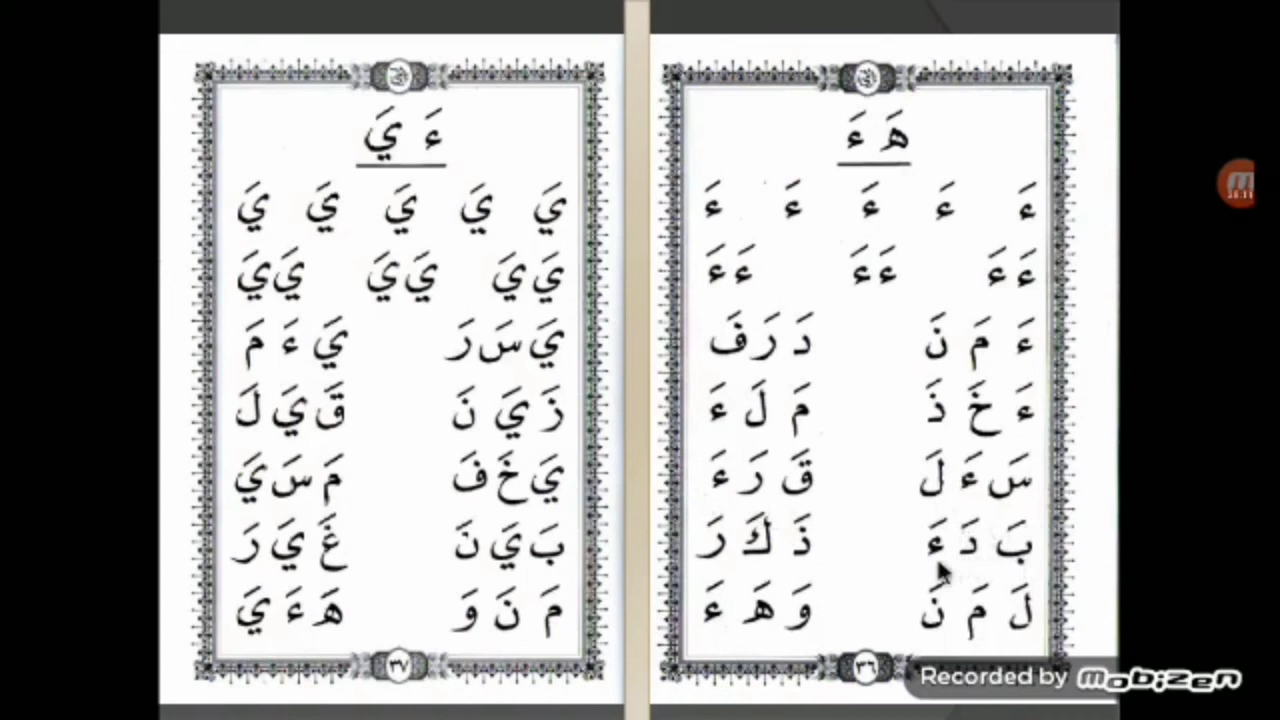 هَ ءَ
ءَ ءَ ءَ ءَ ءَ
ءَءَ ءَءَ ءَءَ
ءَ مَ نَ دَ رَ فَ
ءَ خَ ذَ مَ لَ ءَ
سَ ءَ لَ قَ رَ ءَ
بَ دَ ءَ ذَ كَ رَ
لَ مَ نَ وَ هَ ءَ
٣٦
ءَ يَ
يَ يَ يَ يَ يَ
يَيَ يَيَ يَيَ
يَ سَ رَ يَ ءَ مَ
زَ يَ نَ قَ يَ لَ
يَ خَ فَ مَ سَ يَ
بَ يَ نَ غَ يَ رَ
مَ نَ وَ هَ ءَ يَ
٣٧
Recorded by mobizen